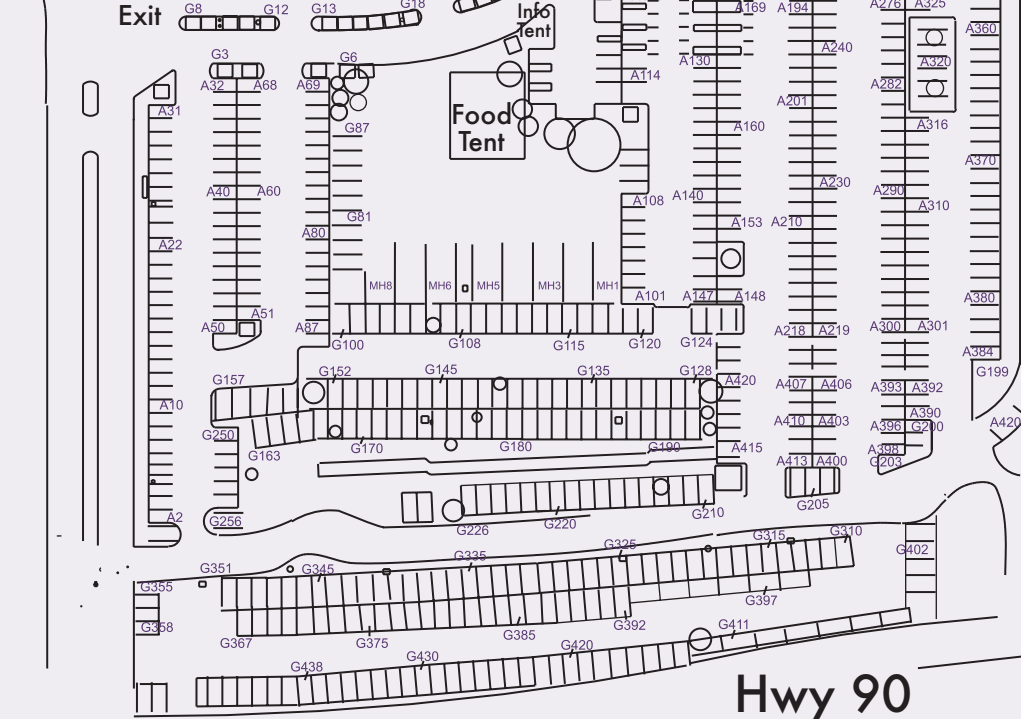 G8 G12 G13 G18 A169 A194 A276 A325
Exit
Info
Tent
A360
G3 G6 A130 A240 A320
A32 A68 A69 A114 A282
A31 A201
Food
Tent
G87 A160 A316
A370
A40 A60 A108 A140 A230 A290
A310
G81 A153 A210
A80
A22
MH8 MH6 MH5 MH3 MH1
A101 A147 A148 A380
A51
A50 A87 A218 A219 A300 A301
G100 G108 G115 G120 G124
A384
G157 G152 G145 G135 G128 A420 G199
A407 A406 A393 A392
A10
A390
A410 A403 A396 G200 A420
G250
G163 G170 G180 G190 A415 A398
A413 A400 G203
A2 G256 G226 G220 G210 G205
G351 G345 G335 G325 G315 G310
G402
G355
G358
G367 G375 G385 G392 G397
G411
G438 G430 G420
Hwy 90